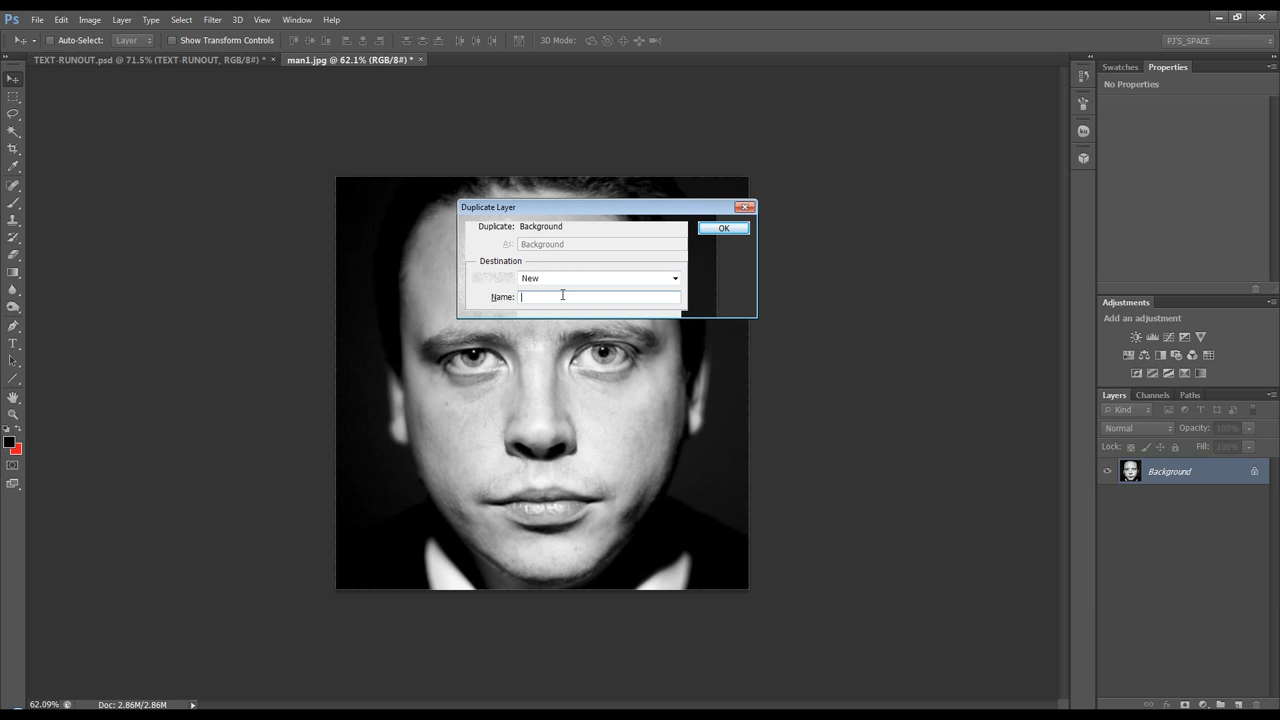 Ps File Edit Image Layer Type Select Filter 3D View Window Help
Auto-Select: Layer Show Transform Controls 3D Mode: PJ'S_SPACE
TEXT-RUNOUT.psd @ 71.5% (TEXT-RUNOUT, RGB/8#) * × man1.jpg @ 62.1% (RGB/8#) * ×
Swatches Properties
No Properties
Duplicate Layer
Duplicate: Background
OK
As: Background
Destination
New
Name:
Adjustments
Add an adjustment
Layers Channels Paths
Kind
Normal Opacity: 100%
Lock: Fill: 100%
Background
62.09% Doc: 2.86M/2.86M